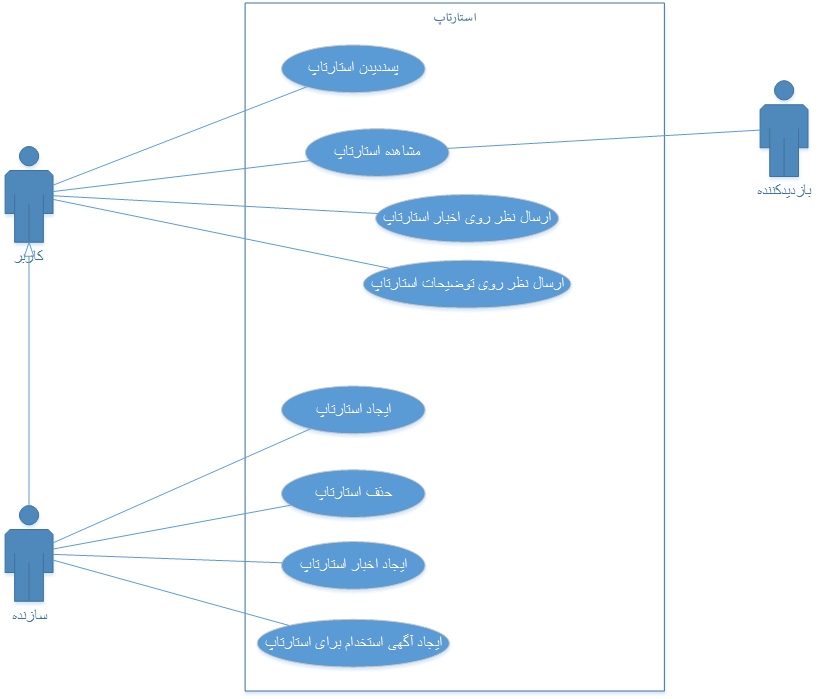 استارتاپ
پسندیدن استارتاپ
مشاهده استارتاپ
بازدیدکننده
ارسال نظر روی اخبار استارتاپ
کاربر
ارسال نظر روی توضیحات استارتاپ
ایجاد استارتاپ
حذف استارتاپ
ایجاد اخبار استارتاپ
سازنده
ایجاد آگهی استخدام برای استارتاپ